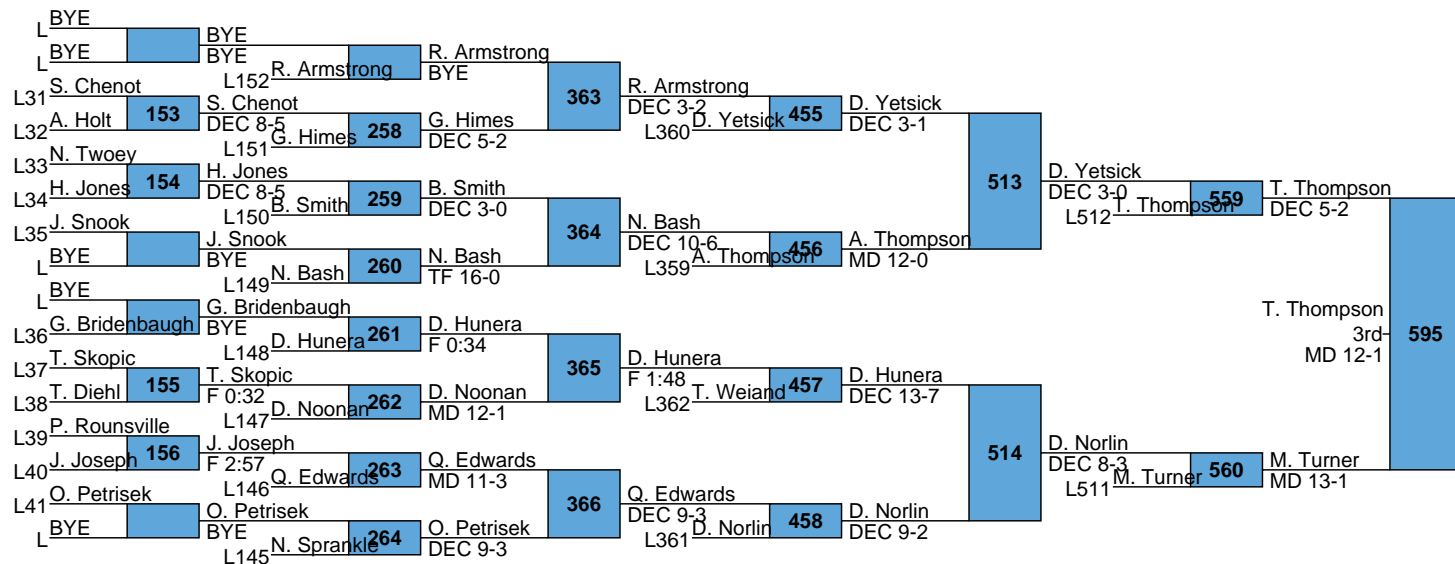 BYE
L
BYE
L
BYE
BYE
L152
R. Armstrong
R. Armstrong
BYE
S. Chenot
L31
A. Holt
L32
153
S. Chenot
DEC 8-5
L151
G. Himes
258
G. Himes
DEC 5-2
363
R. Armstrong
DEC 3-2
L360
D. Yetsick
455
D. Yetsick
DEC 3-1
N. Twoey
L33
H. Jones
L34
154
H. Jones
DEC 8-5
L150
B. Smith
259
B. Smith
DEC 3-0
J. Snook
L35
BYE
L
J. Snook
BYE
L149
N. Bash
260
N. Bash
TF 16-0
364
N. Bash
DEC 10-6
L359
A. Thompson
456
A. Thompson
MD 12-0
513
D. Yetsick
DEC 3-0
L512
T. Thompson
559
T. Thompson
DEC 5-2
BYE
L
G. Bridenbaugh
L36
G. Bridenbaugh
BYE
L148
D. Hunera
261
D. Hunera
F 0:34
T. Skopic
L37
T. Diehl
L38
155
T. Skopic
F 0:32
L147
D. Noonan
262
D. Noonan
MD 12-1
365
D. Hunera
F 1:48
L362
T. Weiand
457
D. Hunera
DEC 13-7
P. Rounsville
L39
J. Joseph
L40
156
J. Joseph
F 2:57
L146
Q. Edwards
263
Q. Edwards
MD 11-3
O. Petrisek
L41
BYE
L
O. Petrisek
BYE
L145
N. Sprankle
264
O. Petrisek
DEC 9-3
366
Q. Edwards
DEC 9-3
L361
D. Norlin
458
D. Norlin
DEC 9-2
514
D. Norlin
DEC 8-3
L511
M. Turner
560
M. Turner
MD 13-1
595
T. Thompson
3rd
MD 12-1